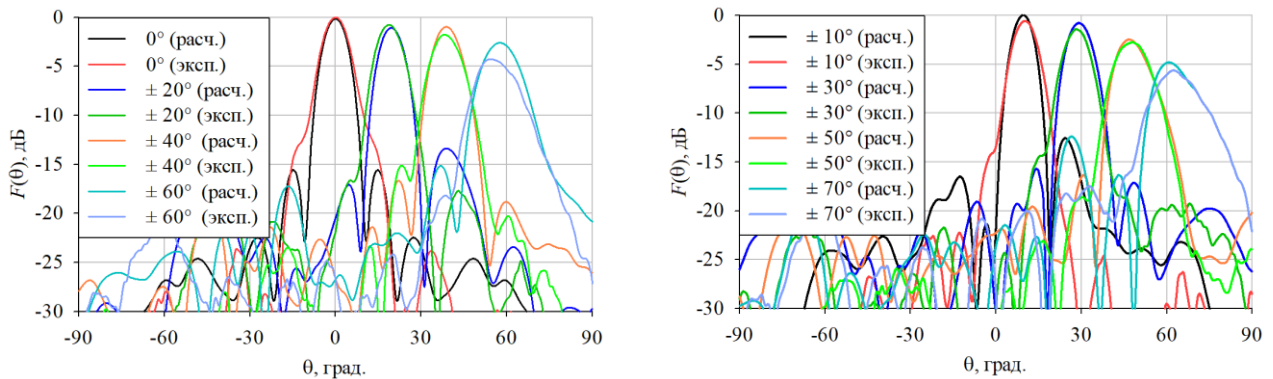 F(θ), дБ
0
-5
-10
-15
-20
-25
-30
0° (расч.)
0° (эксп.)
± 20° (расч.)
± 20° (эксп.)
± 40° (расч.)
± 40° (эксп.)
± 60° (расч.)
± 60° (эксп.)
-90 -60 -30 0 30 60 90
θ, град.
F(θ), дБ
0
-5
-10
-15
-20
-25
-30
± 10° (расч.)
± 10° (эксп.)
± 30° (расч.)
± 30° (эксп.)
± 50° (расч.)
± 50° (эксп.)
± 70° (расч.)
± 70° (эксп.)
-90 -60 -30 0 30 60 90
θ, град.